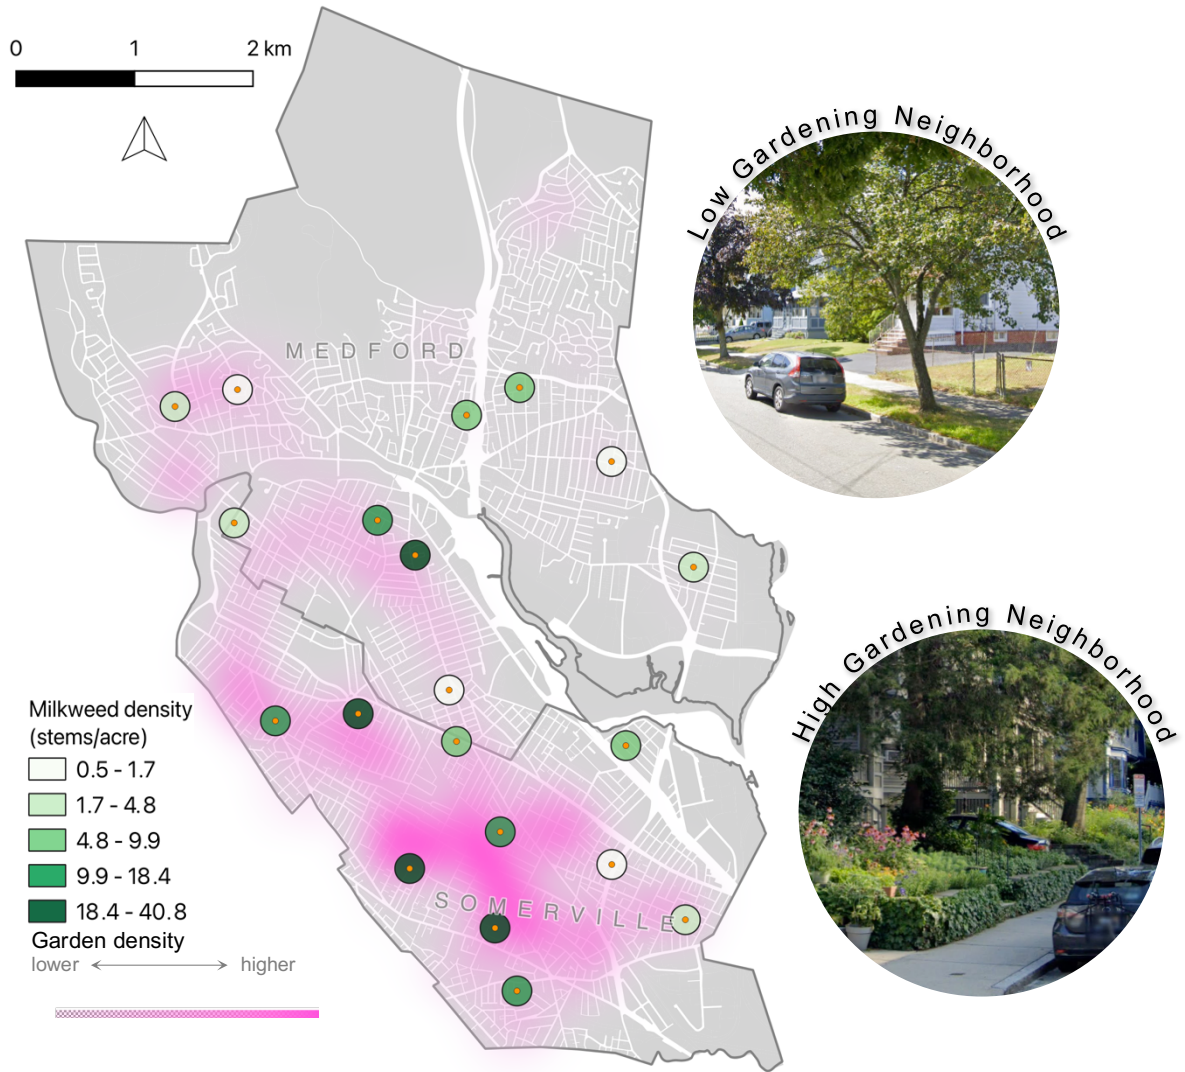 0 1 2 km
Low Gardening Neighborhood
MEDFORD
High Gardening Neighborhood
Milkweed density
(stems/acre)
0.5 - 1.7
1.7 - 4.8
4.8 - 9.9
9.9 - 18.4
18.4 - 40.8
Garden density
lower higher
SOMERVILLE